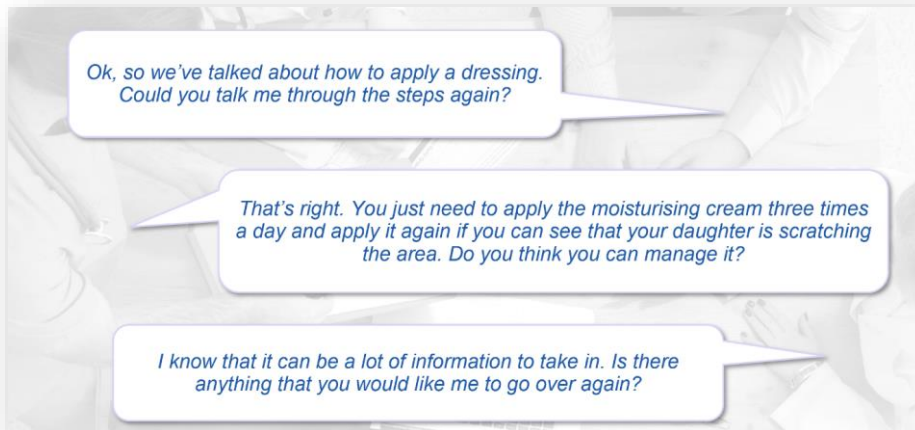 Ok, so we’ve talked about how to apply a dressing.
Could you talk me through the steps again?
That’s right. You just need to apply the moisturising cream three times
a day and apply it again if you can see that your daughter is scratching
the area. Do you think you can manage it?
I know that it can be a lot of information to take in. Is there
anything that you would like me to go over again?